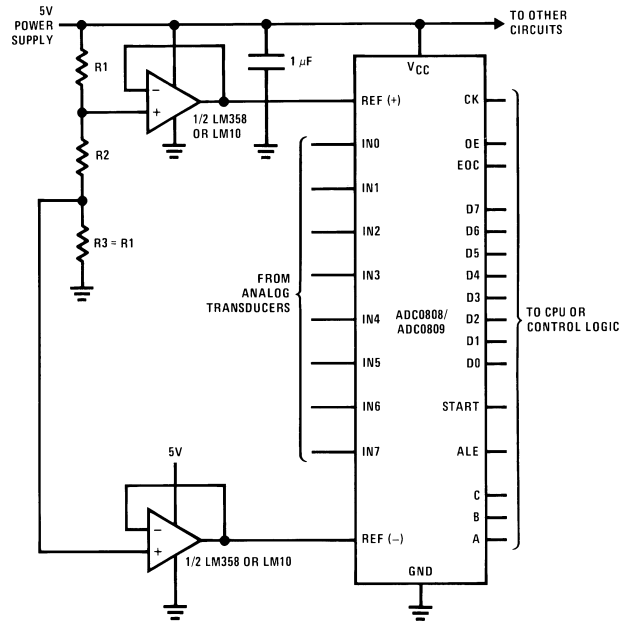 5V
POWER
SUPPLY
TO OTHER
CIRCUITS
R1
1 μF
VCC
REF (+)
CK
1/2 LM358
OR LM10
IN0
OE
EOC
R2
IN1
D7
IN2
D6
R3 = R1
D5
IN3
D4
FROM
ANALOG
TRANSDUCERS
D3
IN4
ADC0808/
ADC0809
D2
TO CPU OR
CONTROL LOGIC
D1
IN5
D0
IN6
START
5V
IN7
ALE
C
B
REF (−)
A
1/2 LM358 OR LM10
GND
−
+
−
+